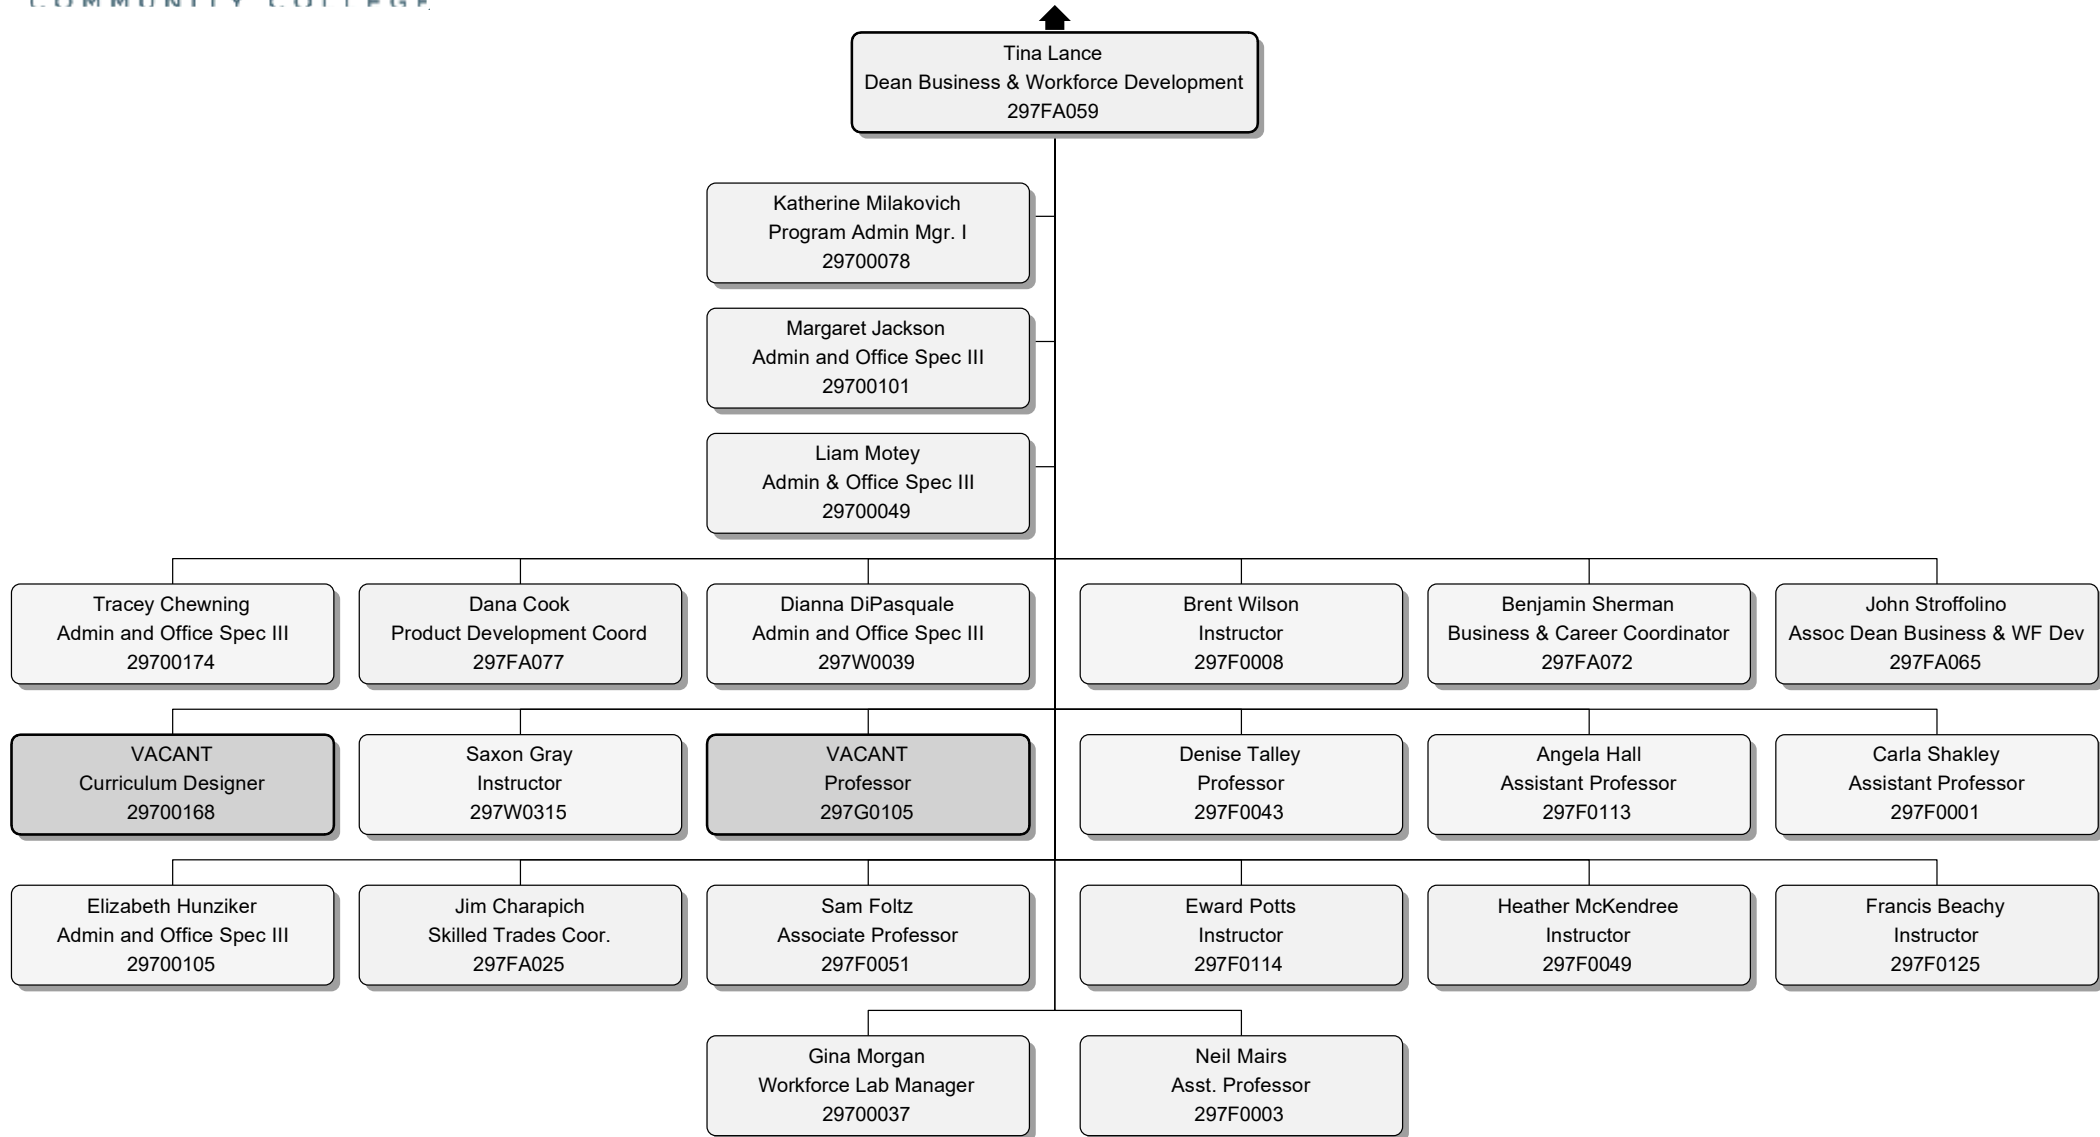 COMMUNITY COLLEGE
Tina Lance
Dean Business & Workforce Development
297FA059
Katherine Milakovich
Program Admin Mgr. I
29700078
Margaret Jackson
Admin and Office Spec III
29700101
Liam Motey
Admin & Office Spec III
29700049
Tracey Chewning
Admin and Office Spec III
29700174
Dana Cook
Product Development Coord
297FA077
Dianna DiPasquale
Admin and Office Spec III
297W0039
Brent Wilson
Instructor
297F0008
Benjamin Sherman
Business & Career Coordinator
297FA072
John Stroffolino
Assoc Dean Business & WF Dev
297FA065
VACANT
Curriculum Designer
29700168
Saxon Gray
Instructor
297W0315
VACANT
Professor
297G0105
Denise Talley
Professor
297F0043
Angela Hall
Assistant Professor
297F0113
Carla Shakley
Assistant Professor
297F0001
Elizabeth Hunziker
Admin and Office Spec III
29700105
Jim Charapich
Skilled Trades Coor.
297FA025
Sam Foltz
Associate Professor
297F0051
Eward Potts
Instructor
297F0114
Heather McKendree
Instructor
297F0049
Francis Beachy
Instructor
297F0125
Gina Morgan
Workforce Lab Manager
29700037
Neil Mairs
Asst. Professor
297F0003